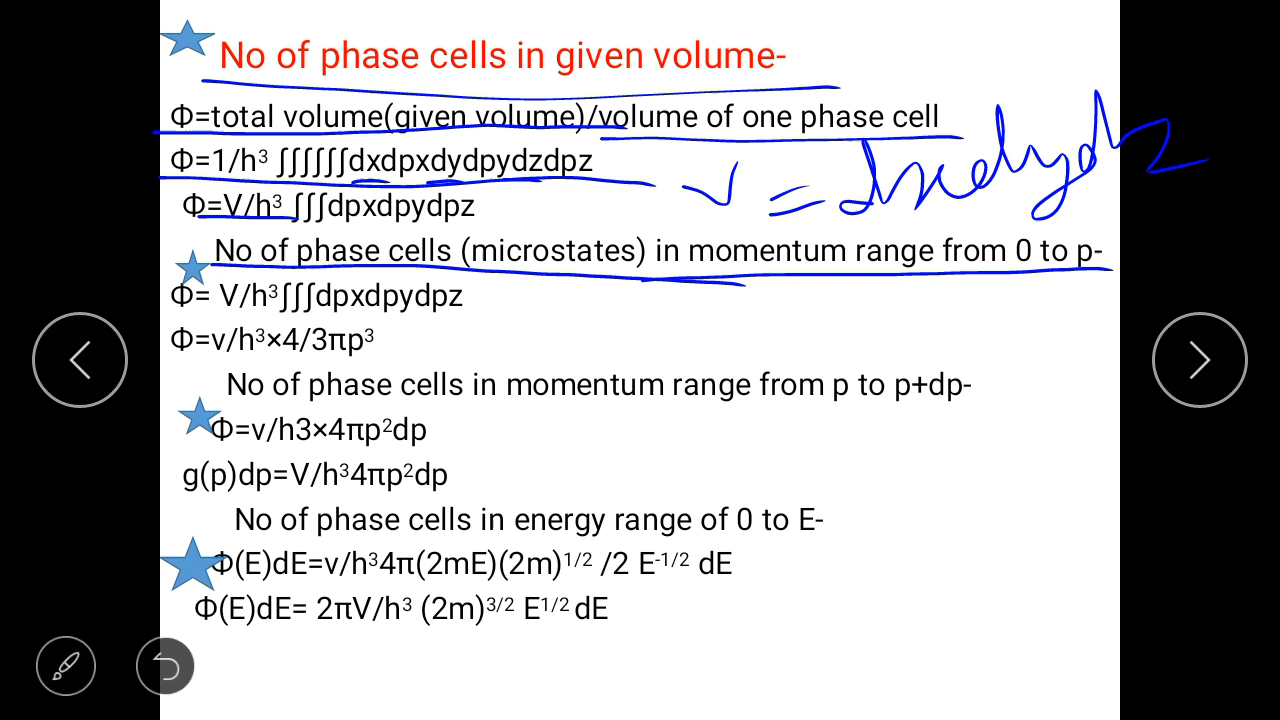 No of phase cells in given volume-
Φ=total volume(given volume)/volume of one phase cell
Φ=1/h³ ∫∫∫∫∫∫dxdpxdydpydzdpz
V = dxdydz
Φ=V/h³ ∫∫∫dpxdpydpz
No of phase cells (microstates) in momentum range from 0 to p-
Φ= V/h³∫∫∫dpxdpydpz
Φ=v/h³×4/3πp³
No of phase cells in momentum range from p to p+dp-
Φ=v/h3×4πp²dp
g(p)dp=V/h³4πp²dp
No of phase cells in energy range of 0 to E-
Φ(E)dE=v/h³4π(2mE)(2m)¹/² /2 E⁻¹/² dE
Φ(E)dE= 2πV/h³ (2m)³/² E¹/² dE